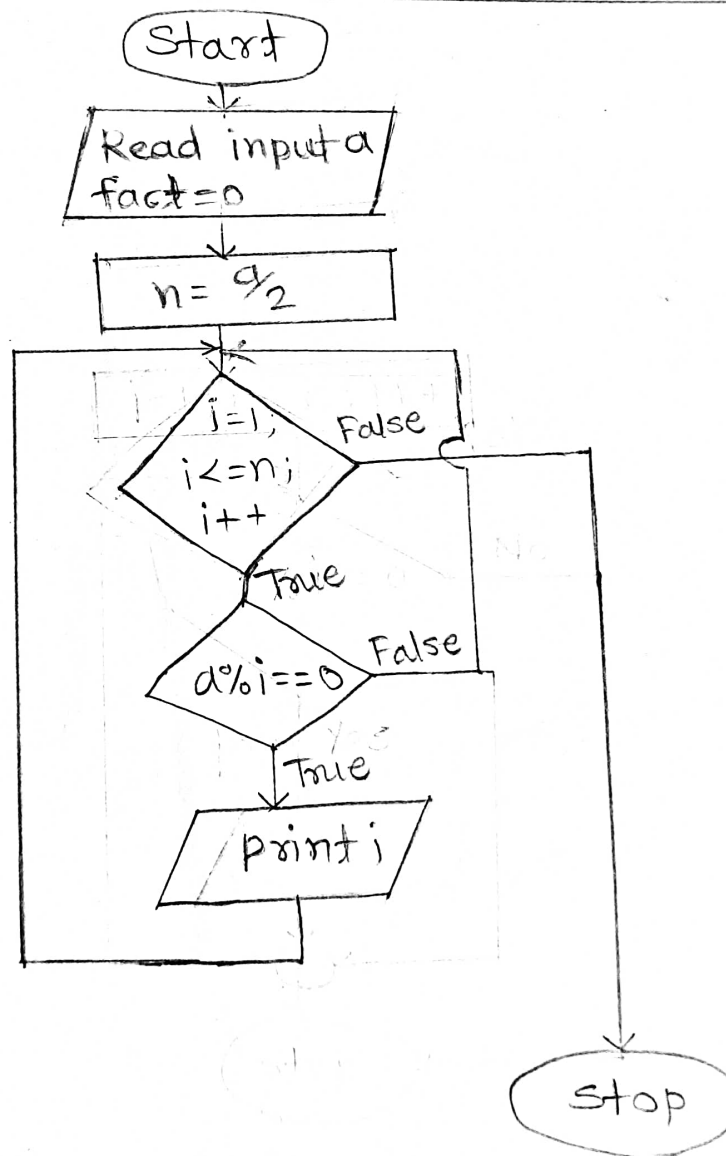 Start
Read input a
fact=0
n= a/2
i=1;
i<=n;
i++
False
True
a%i==0
False
True
print i
Stop